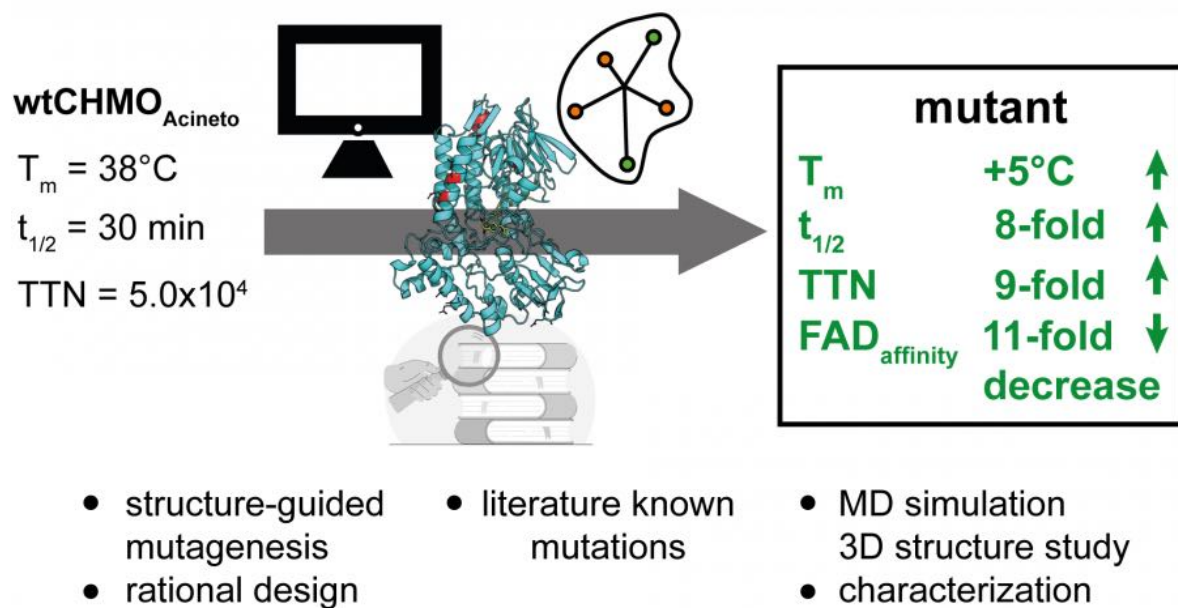 wtCHMOAcineto
Tm = 38°C
t1/2 = 30 min
TTN = 5.0x10⁴
mutant
Tm +5°C
t1/2 8-fold
TTN 9-fold
FADaffinity 11-fold
decrease
• structure-guided
mutagenesis
• rational design
• literature known
mutations
• MD simulation
3D structure study
• characterization